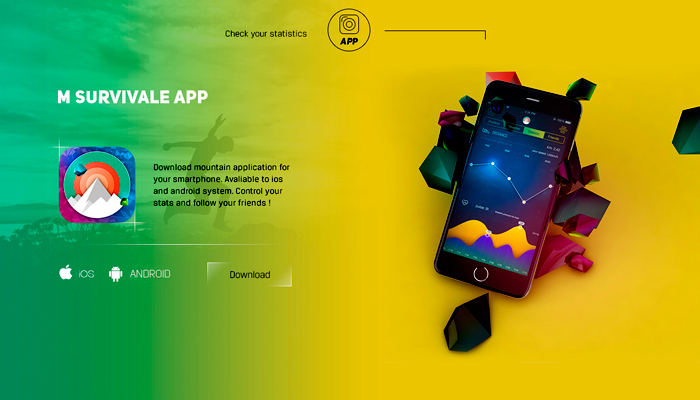 Check your statistics
APP
M SURVIVALE APP
Download mountain application for
your smartphone. Avaliable to ios
and android system. Control your
stats and follow your friends !
iOS
ANDROID
Download
DISTANCE